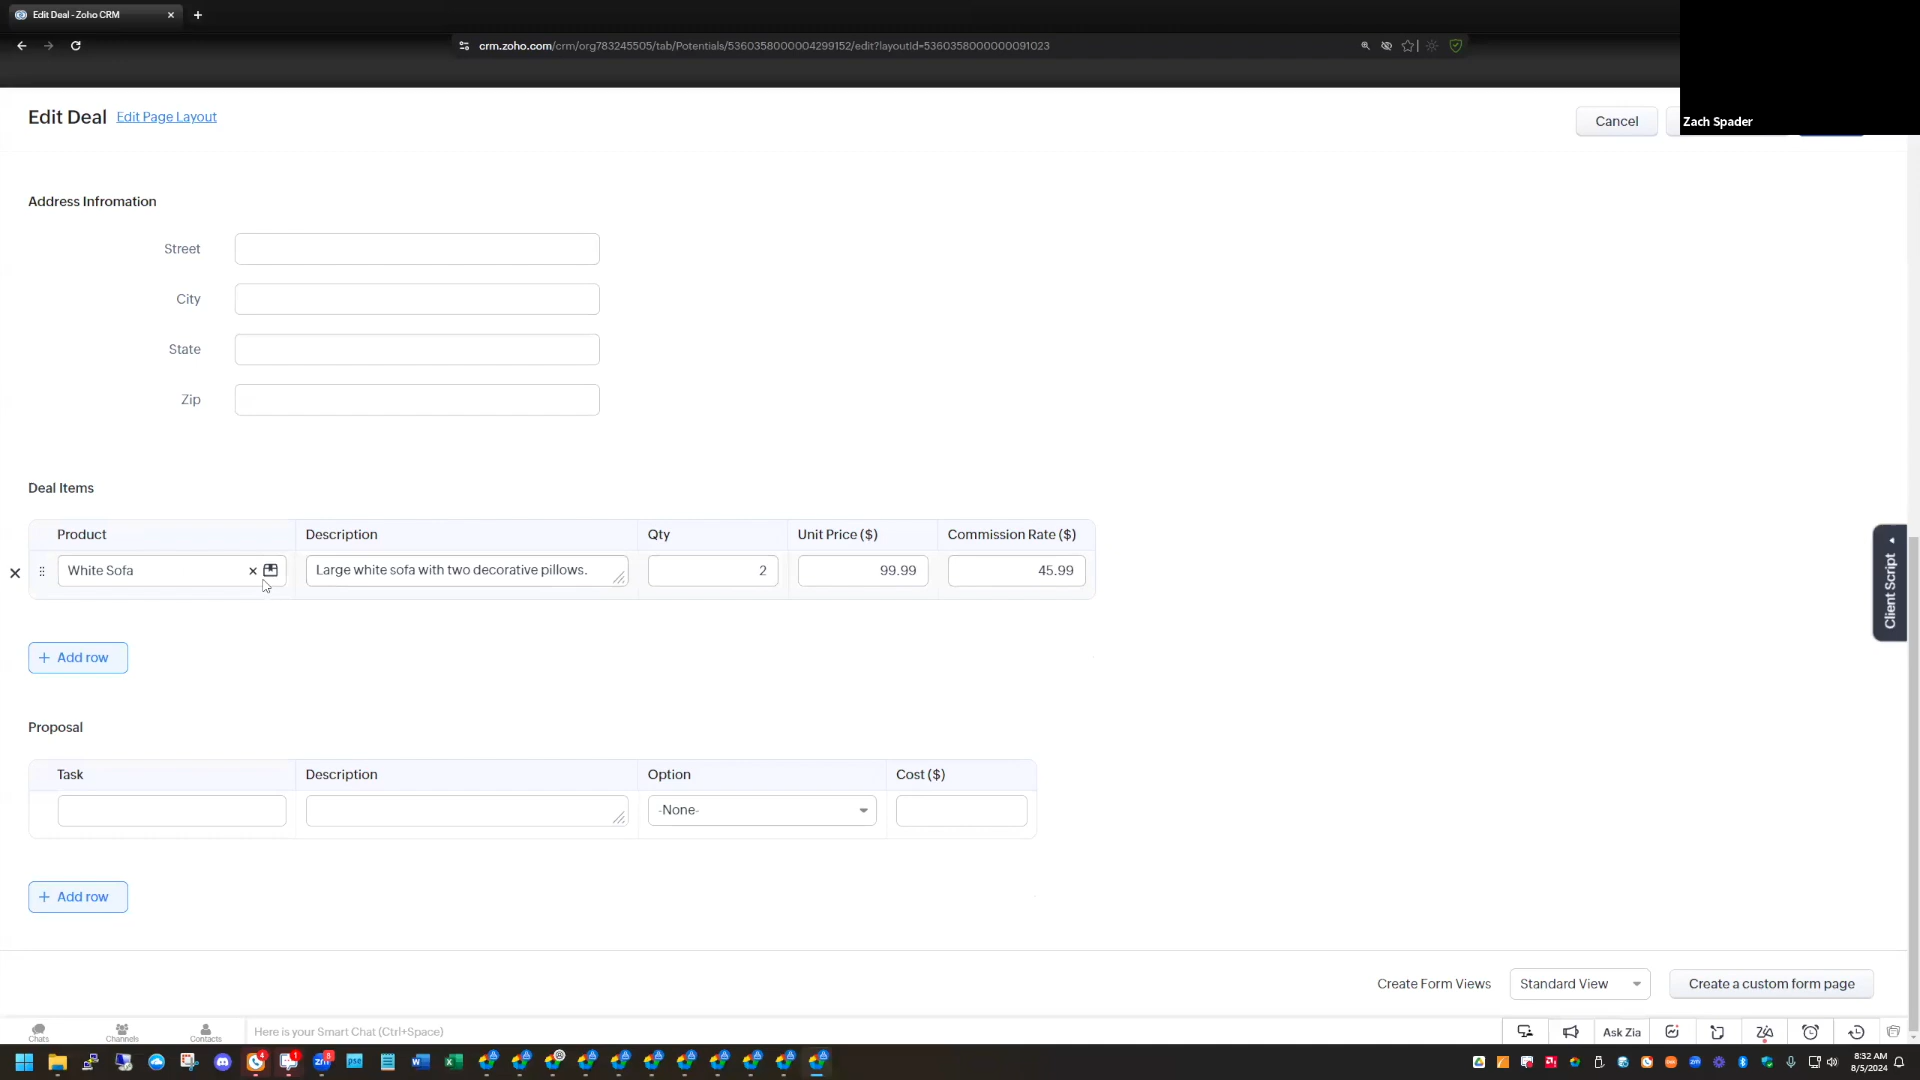 Edit Deal - Zoho CRM
crm.zoho.com/crm/org783245505/tab/Potentials/5360358000004299152/edit?layoutId=5360358000000091023
Edit Deal Edit Page Layout
Cancel
Zach Spader
Address Infromation
Street
City
State
Zip
Deal Items
Product Description Qty Unit Price ($) Commission Rate ($)
White Sofa Large white sofa with two decorative pillows. 2 99.99 45.99
Client Script
+ Add row
Proposal
Task Description Option Cost ($)
-None-
+ Add row
Create Form Views Standard View Create a custom form page
Chats Channels Contacts Here is your Smart Chat (Ctrl+Space) Ask Zia
8:32 AM
8/5/2024